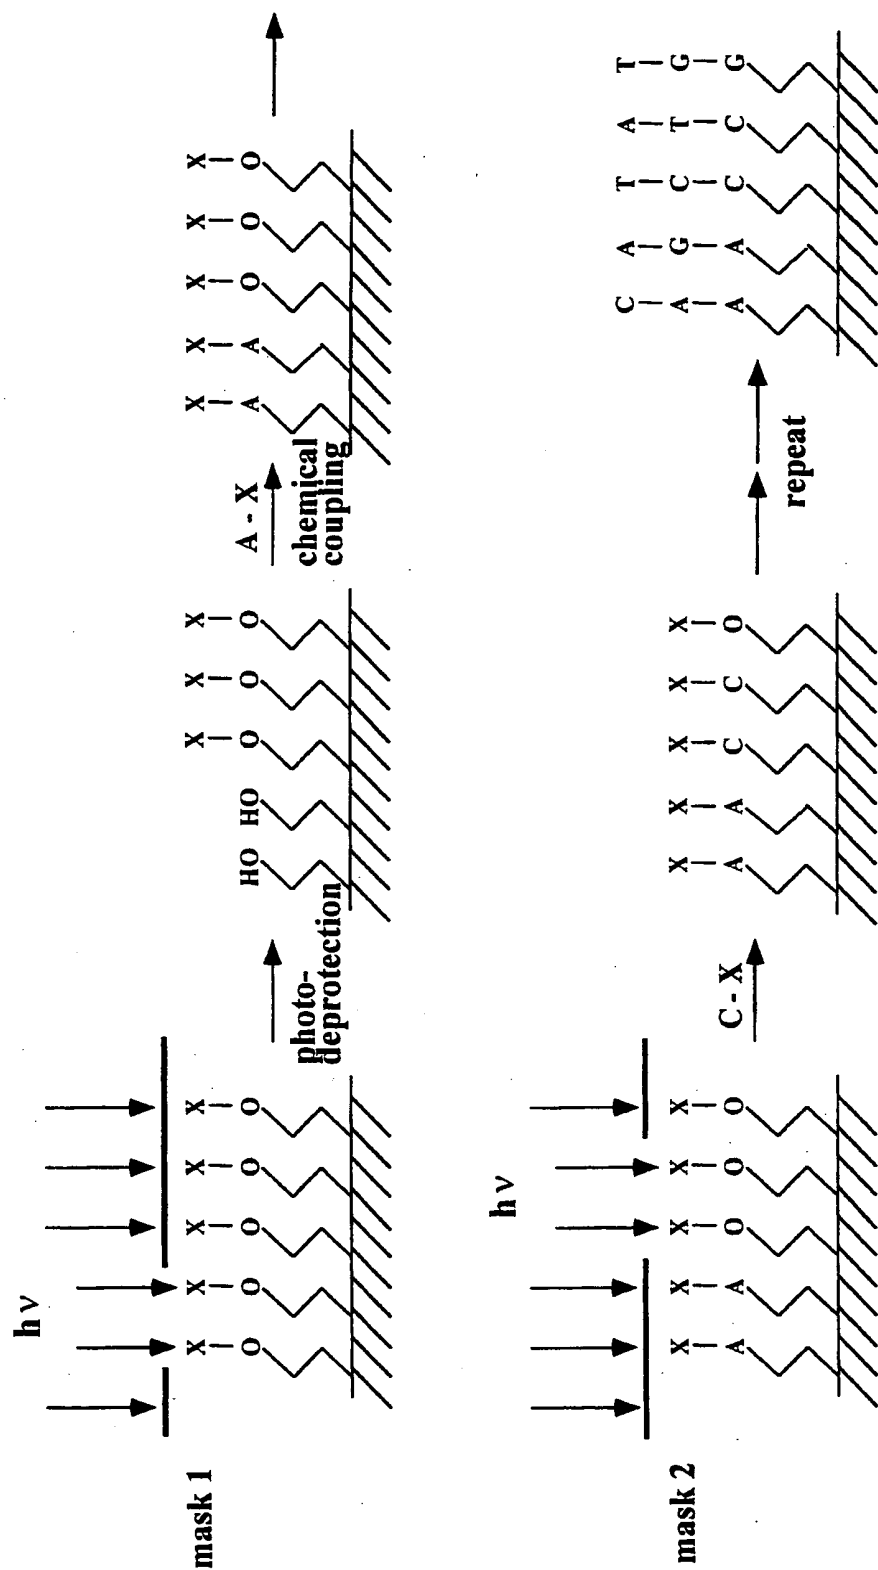 hν
mask 1
X X X X X
O O O O O
photo-
deprotection
X X X
HO HO O O O
A - X
chemical
coupling
X X X X X
A A O O O
hν
mask 2
X X X X X
A A O O O
C - X
X X X X X
A A C C O
repeat
C A T A T
A G C T G
A A C C G